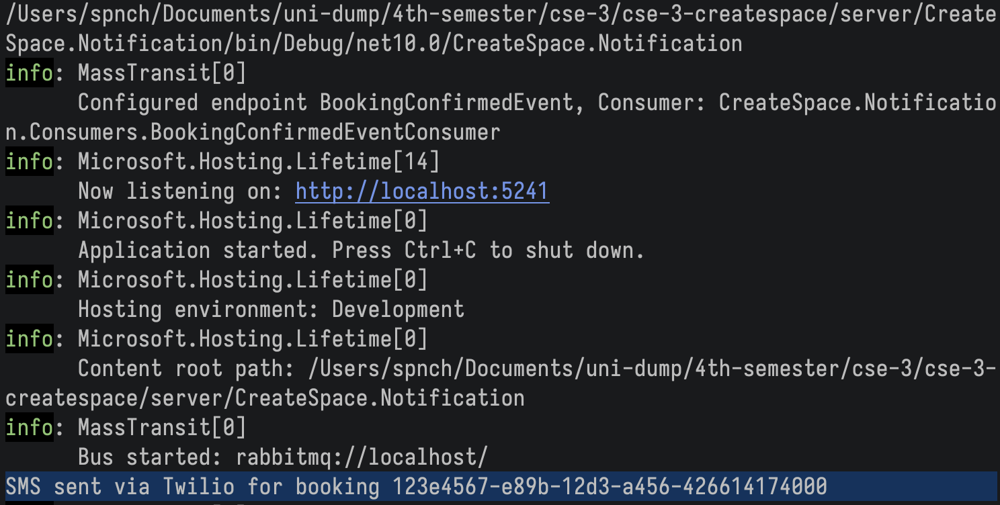 /Users/spnch/Documents/uni-dump/4th-semester/cse-3/cse-3-createspace/server/Create
Space.Notification/bin/Debug/net10.0/CreateSpace.Notification
info: MassTransit[0]
Configured endpoint BookingConfirmedEvent, Consumer: CreateSpace.Notificatio
n.Consumers.BookingConfirmedEventConsumer
info: Microsoft.Hosting.Lifetime[14]
Now listening on: http://localhost:5241
info: Microsoft.Hosting.Lifetime[0]
Application started. Press Ctrl+C to shut down.
info: Microsoft.Hosting.Lifetime[0]
Hosting environment: Development
info: Microsoft.Hosting.Lifetime[0]
Content root path: /Users/spnch/Documents/uni-dump/4th-semester/cse-3/cse-3-
createspace/server/CreateSpace.Notification
info: MassTransit[0]
Bus started: rabbitmq://localhost/
SMS sent via Twilio for booking 123e4567-e89b-12d3-a456-426614174000